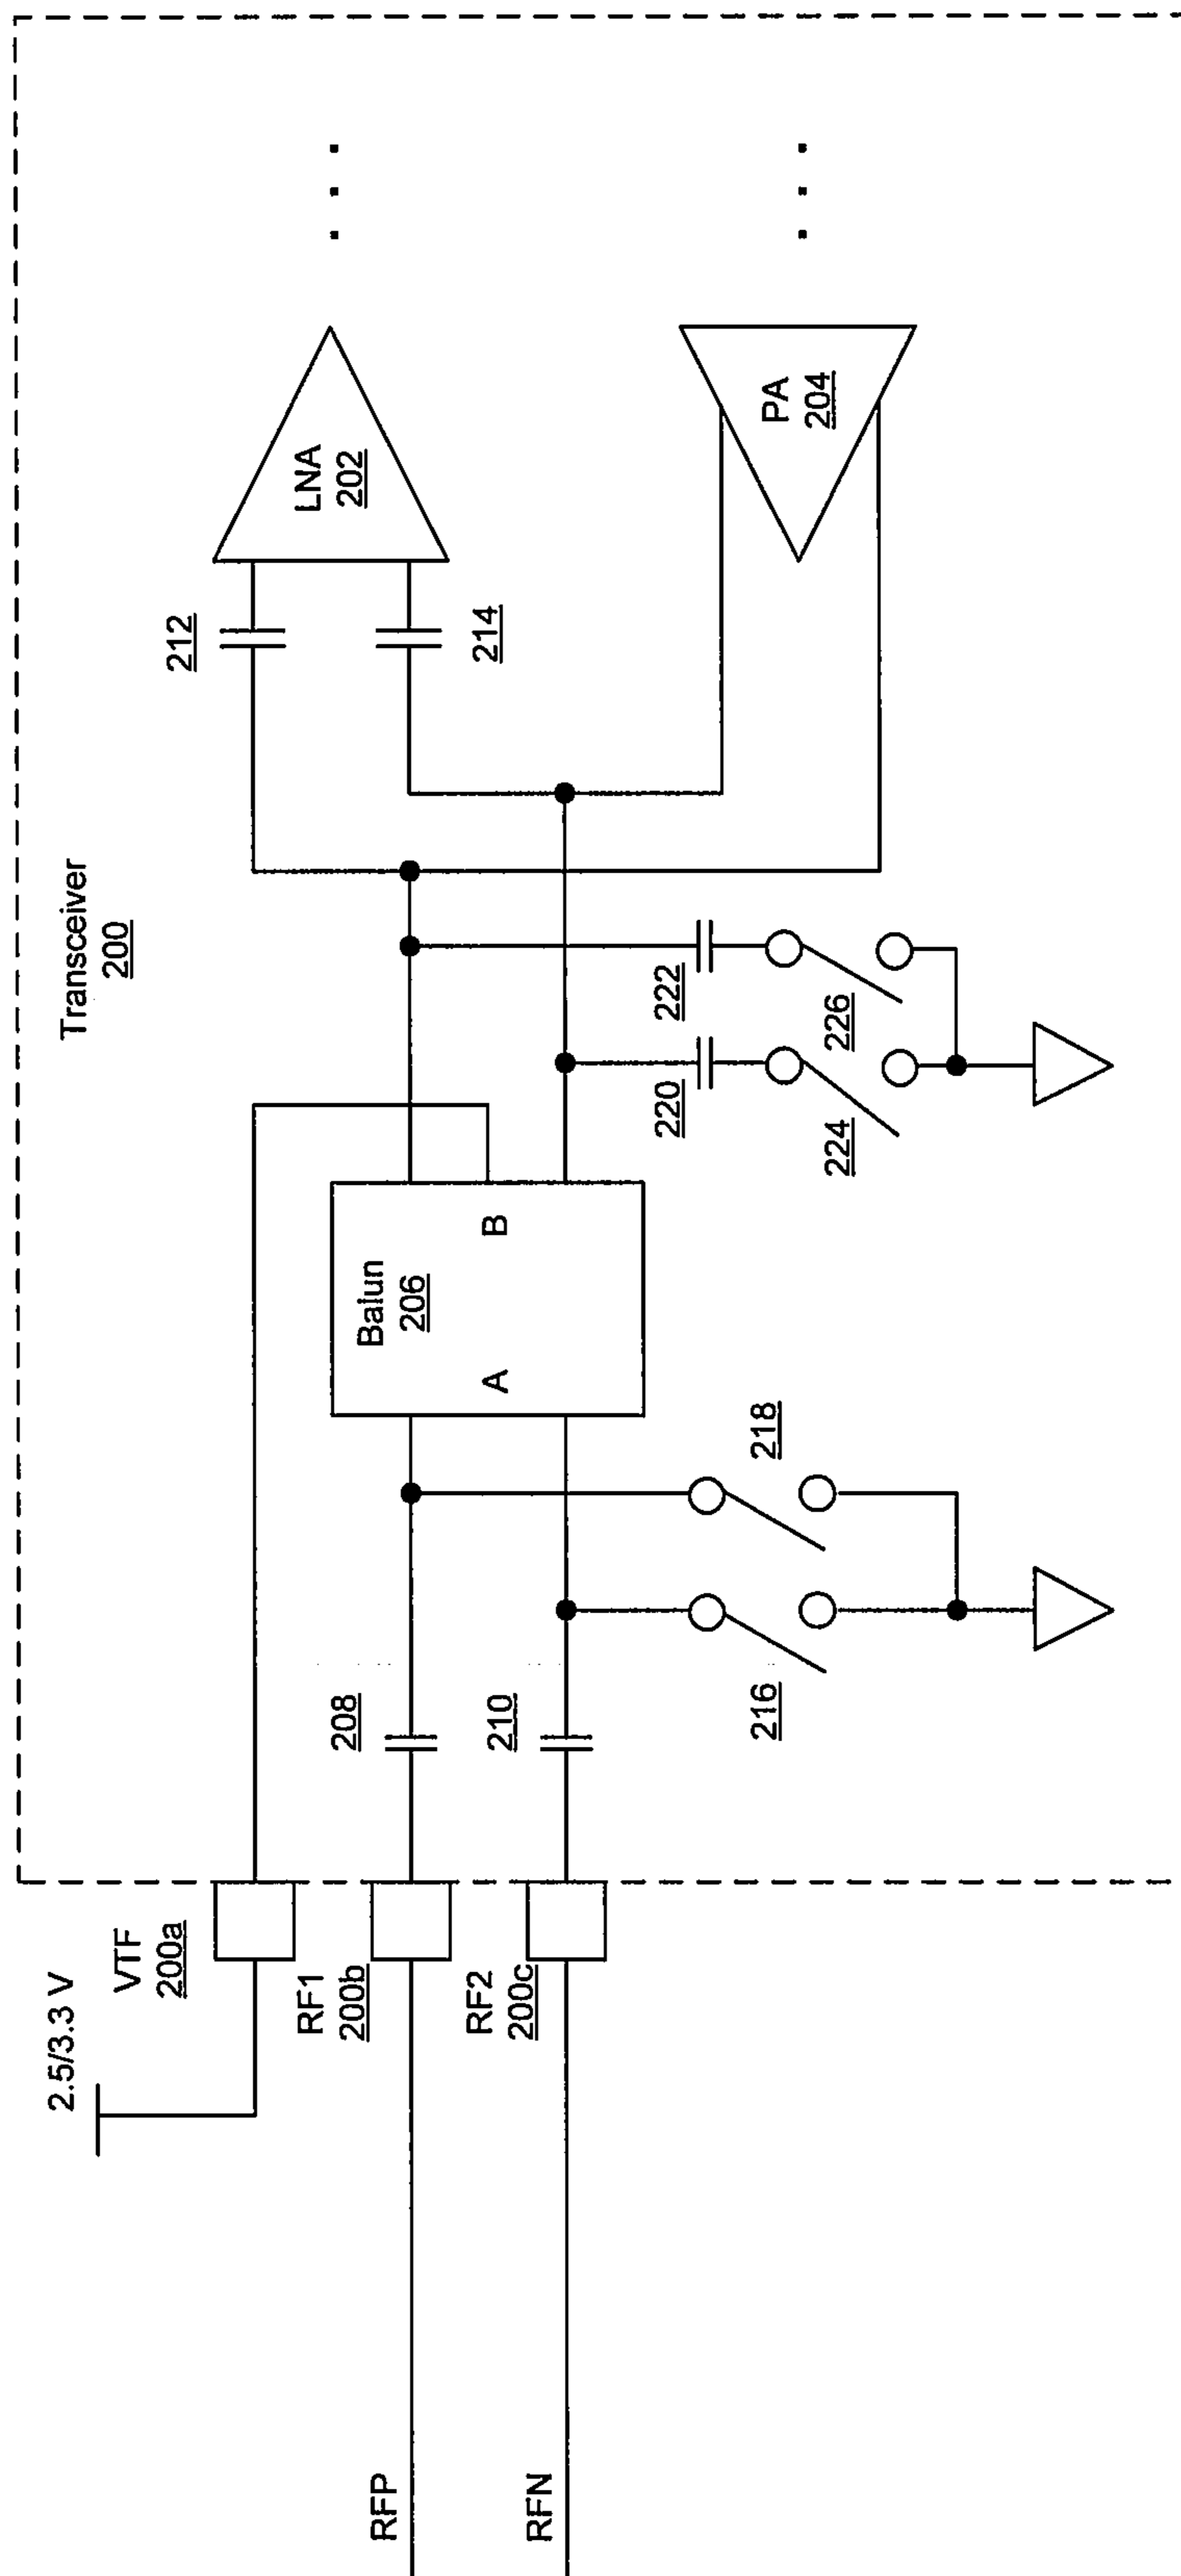 Transceiver
200
2.5/3.3 V
VTF
200a
RF1
200b
RF2
200c
RFP
RFN
208
210
216
218
Balun
206
A
B
220
222
224
226
212
214
LNA
202
PA
204